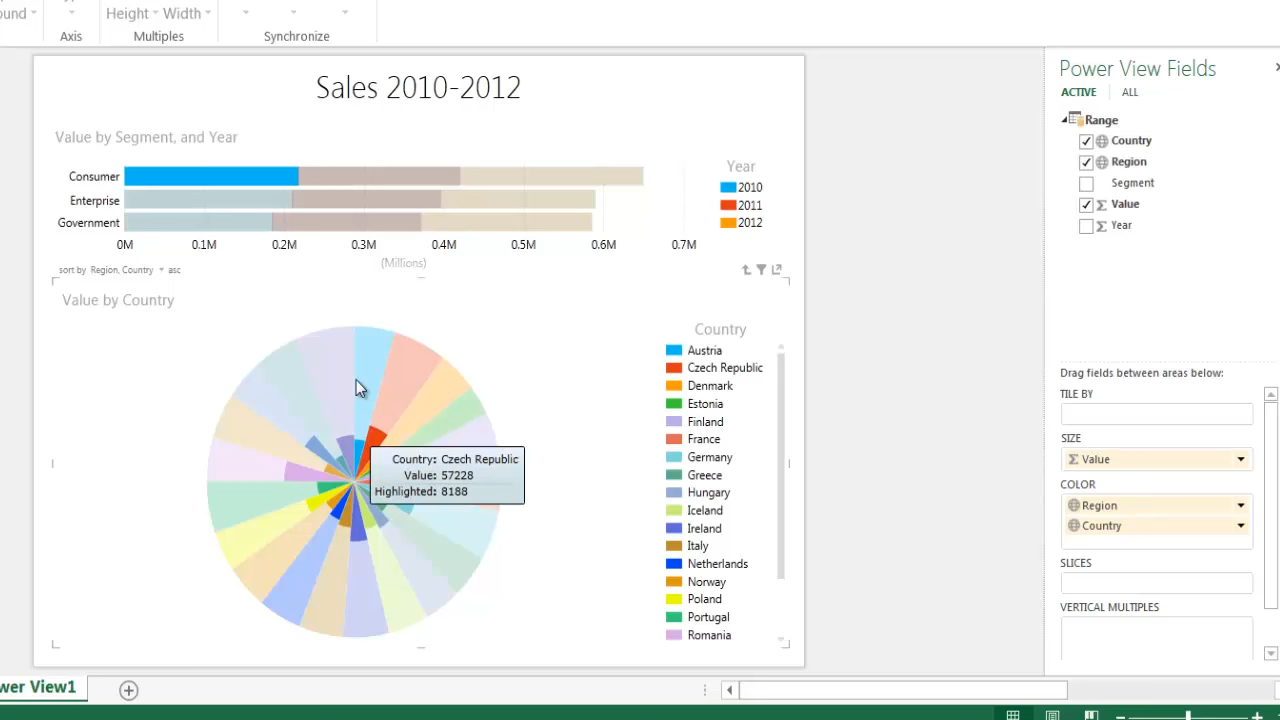 Height Width
Axis
Multiples
Synchronize
Sales 2010-2012
Value by Segment, and Year
Consumer
Enterprise
Government
0M 0.1M 0.2M 0.3M 0.4M 0.5M 0.6M 0.7M
(Millions)
Year
2010
2011
2012
sort by Region, Country asc
Value by Country
Country: Czech Republic
Value: 57228
Highlighted: 8188
Country
Austria
Czech Republic
Denmark
Estonia
Finland
France
Germany
Greece
Hungary
Iceland
Ireland
Italy
Netherlands
Norway
Poland
Portugal
Romania
Power View Fields
ACTIVE ALL
Range
Country
Region
Segment
Σ Value
Σ Year
Drag fields between areas below:
TILE BY
SIZE
Σ Value
COLOR
Region
Country
SLICES
VERTICAL MULTIPLES
wer View1